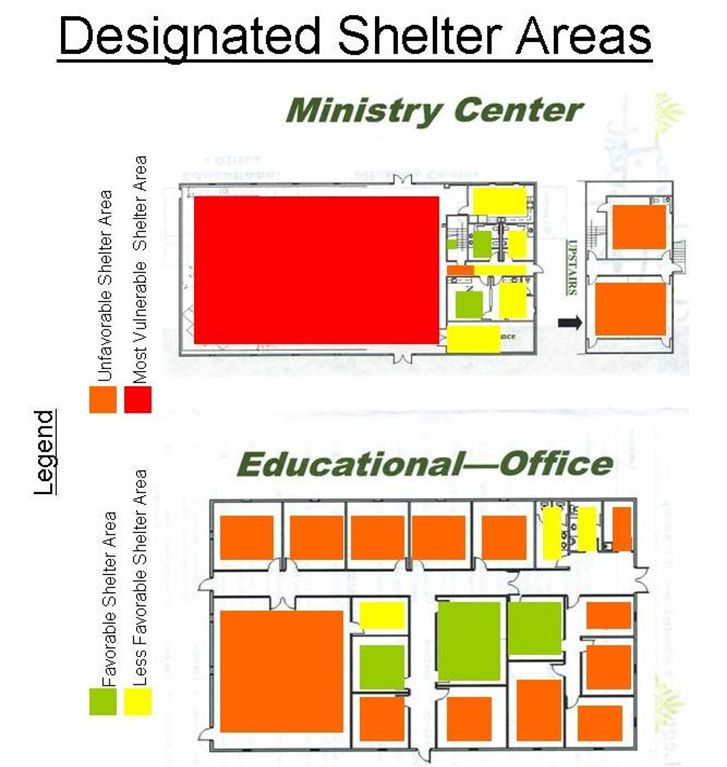 Designated Shelter Areas
Ministry Center
UPSTAIRS
Legend
Unfavorable Shelter Area
Most Vulnerable Shelter Area
Favorable Shelter Area
Less Favorable Shelter Area
Educational—Office